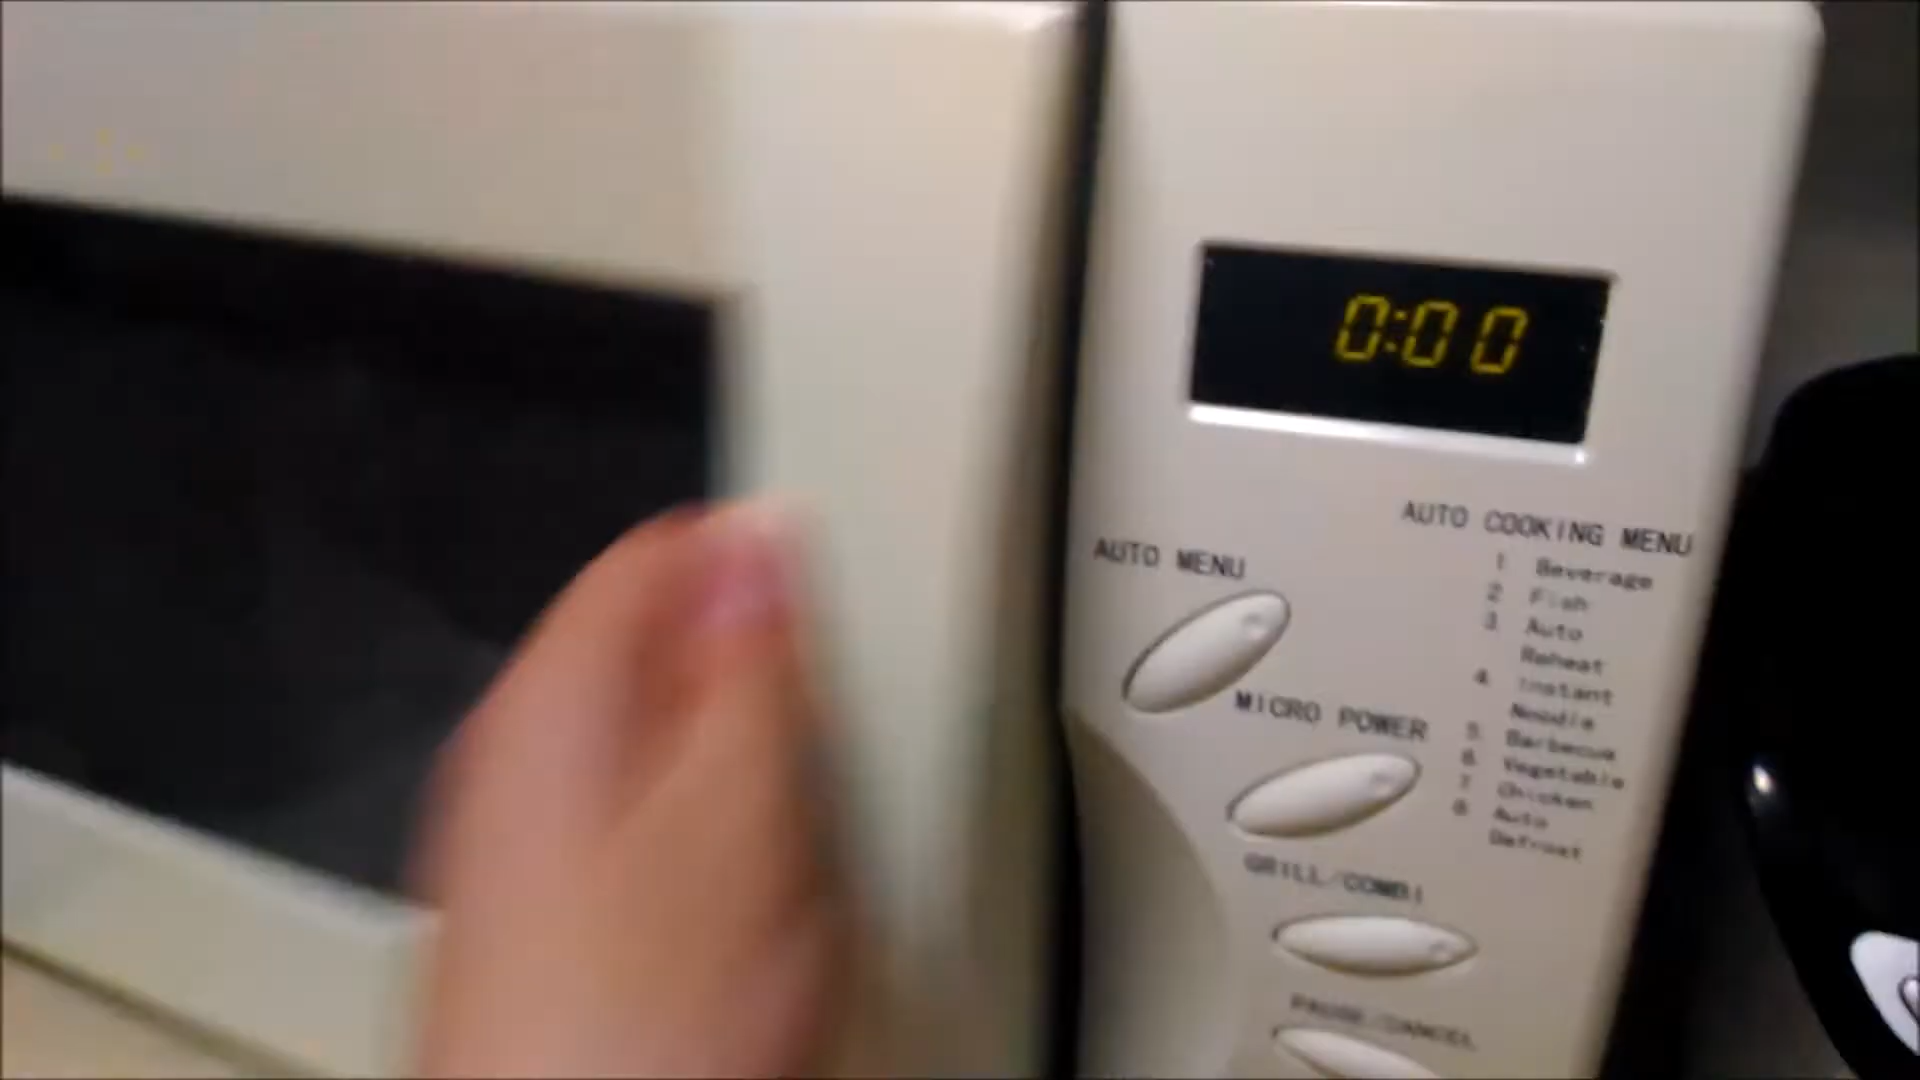 0:00
AUTO COOKING MENU
1 Beverage
2 Fish
3 Auto
Reheat
4 Instant
Noodle
5 Barbecue
6 Vegetable
7 Chicken
8 Auto
Defrost
AUTO MENU
MICRO POWER
GRILL/COMBI
PAUSE/CANCEL